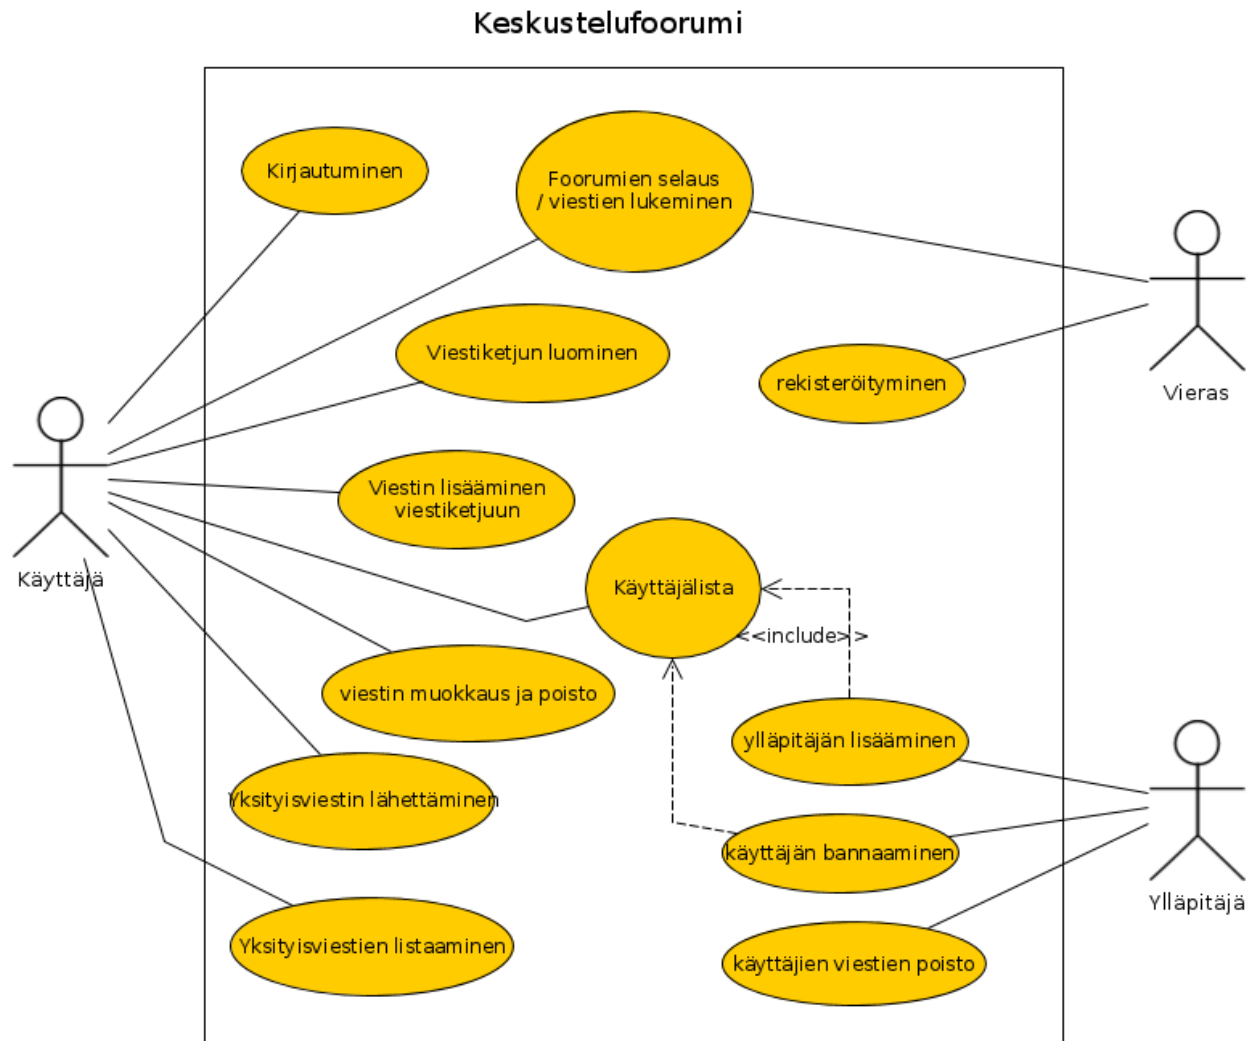 Keskustelufoorumi
Kirjautuminen
Foorumien selaus
/ viestien lukeminen
Viestiketjun luominen
rekisteröityminen
Vieras
Viestin lisääminen
viestiketjuun
Käyttäjä
Käyttäjälista
<<include>>
viestin muokkaus ja poisto
ylläpitäjän lisääminen
Yksityisviestin lähettäminen
käyttäjän bannaaminen
Ylläpitäjä
Yksityisviestien listaaminen
käyttäjien viestien poisto